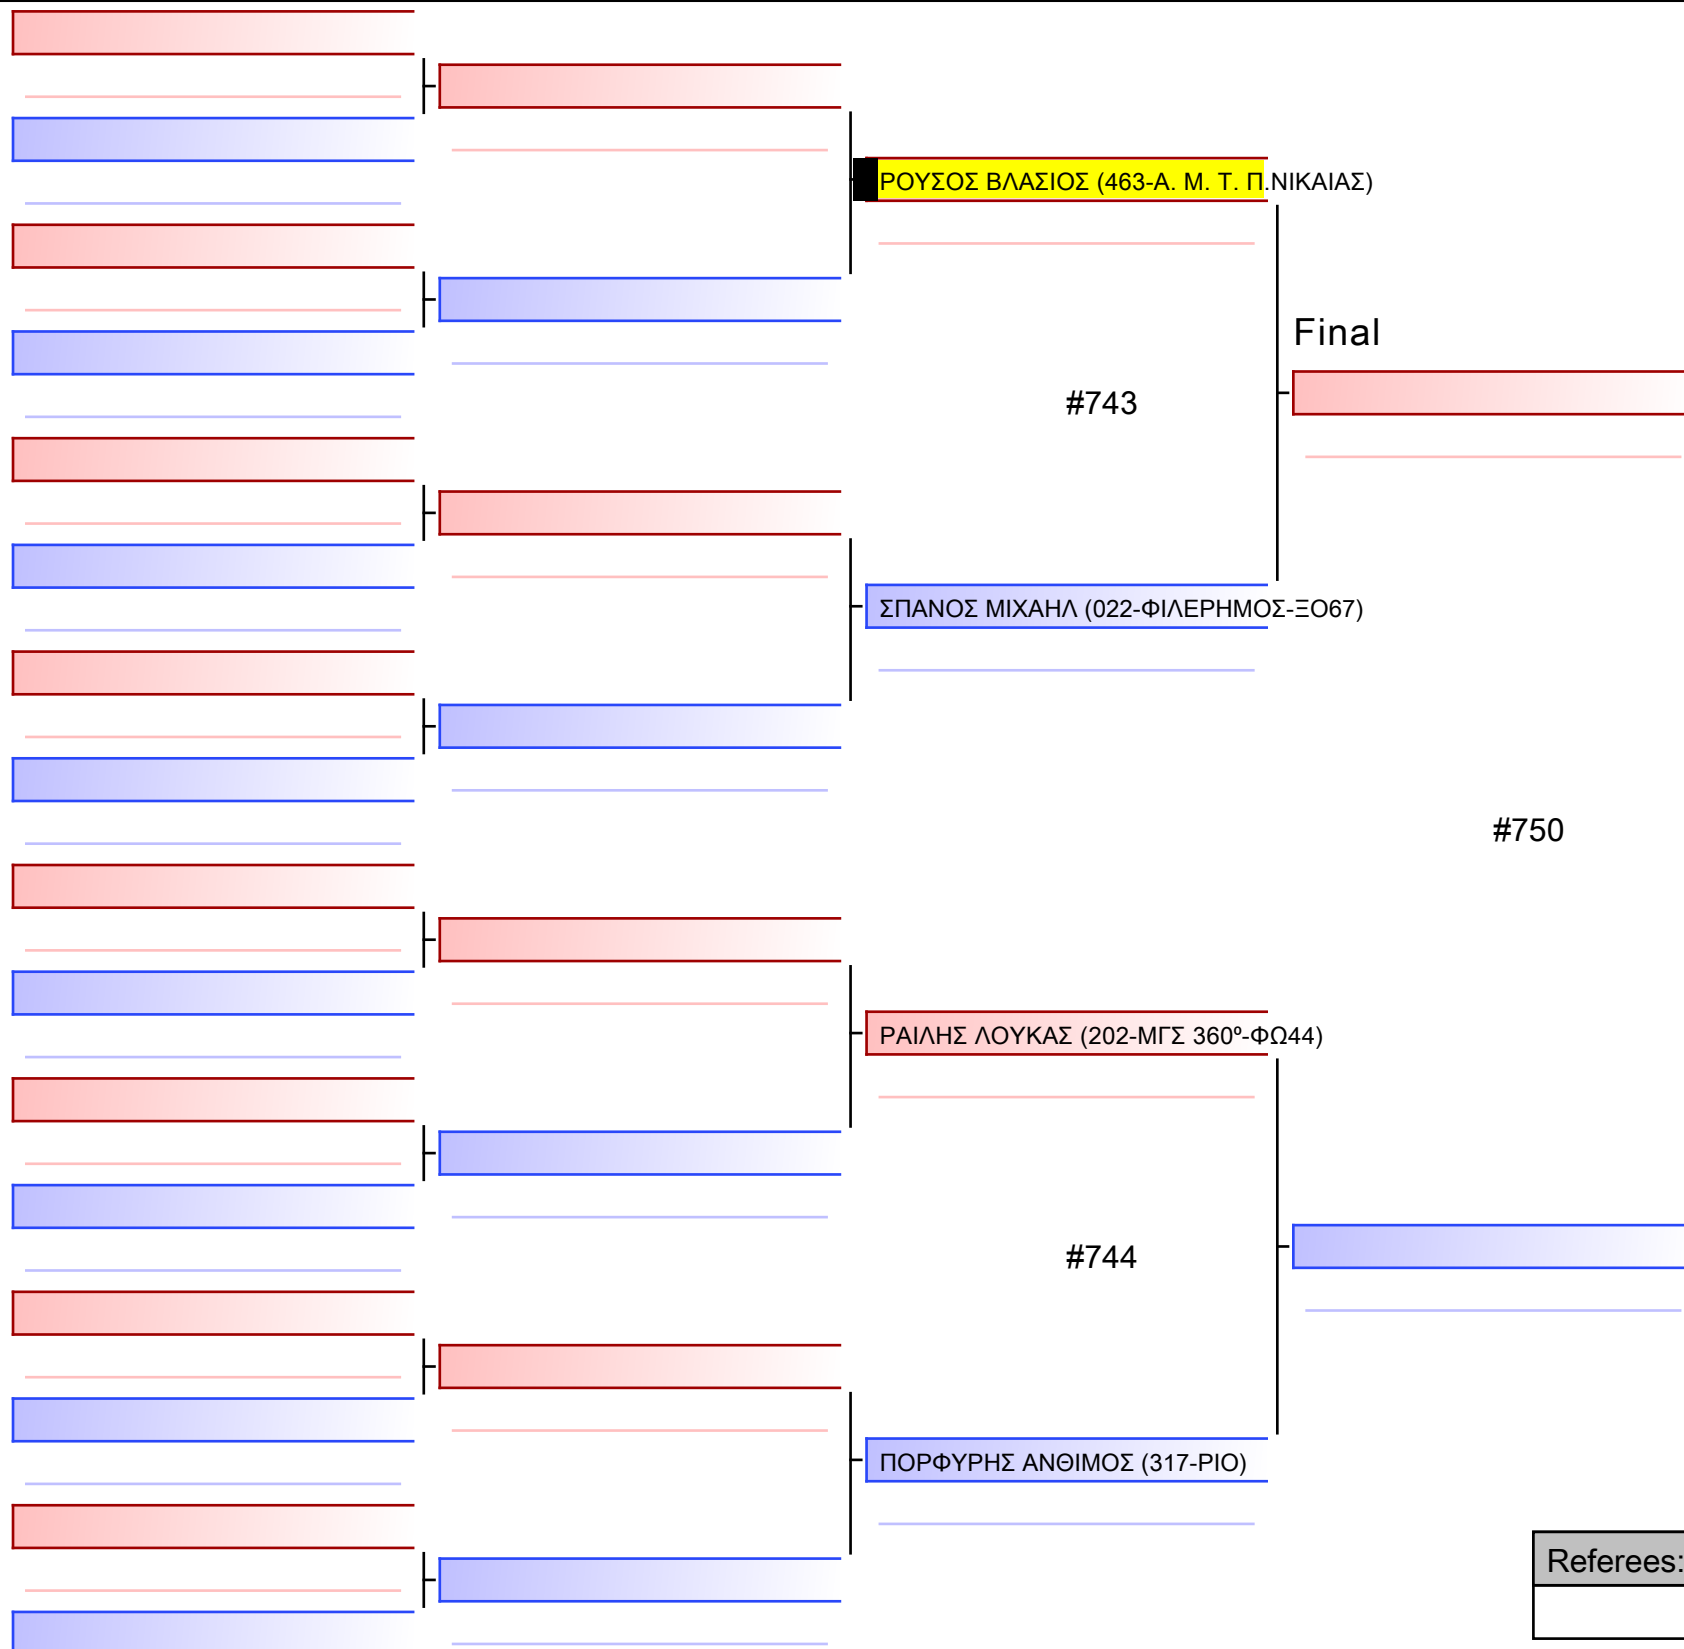 ΡΟΥΣΟΣ ΒΛΑΣΙΟΣ (463-Α. Μ. Τ. Π.ΝΙΚΑΙΑΣ)
Final
#743
ΣΠΑΝΟΣ ΜΙΧΑΗΛ (022-ΦΙΛΕΡΗΜΟΣ-ΞΟ67)
#750
ΡΑΙΛΗΣ ΛΟΥΚΑΣ (202-ΜΓΣ 360º-ΦΩ44)
#744
ΠΟΡΦΥΡΗΣ ΑΝΘΙΜΟΣ (317-ΡΙΟ)
Referees: